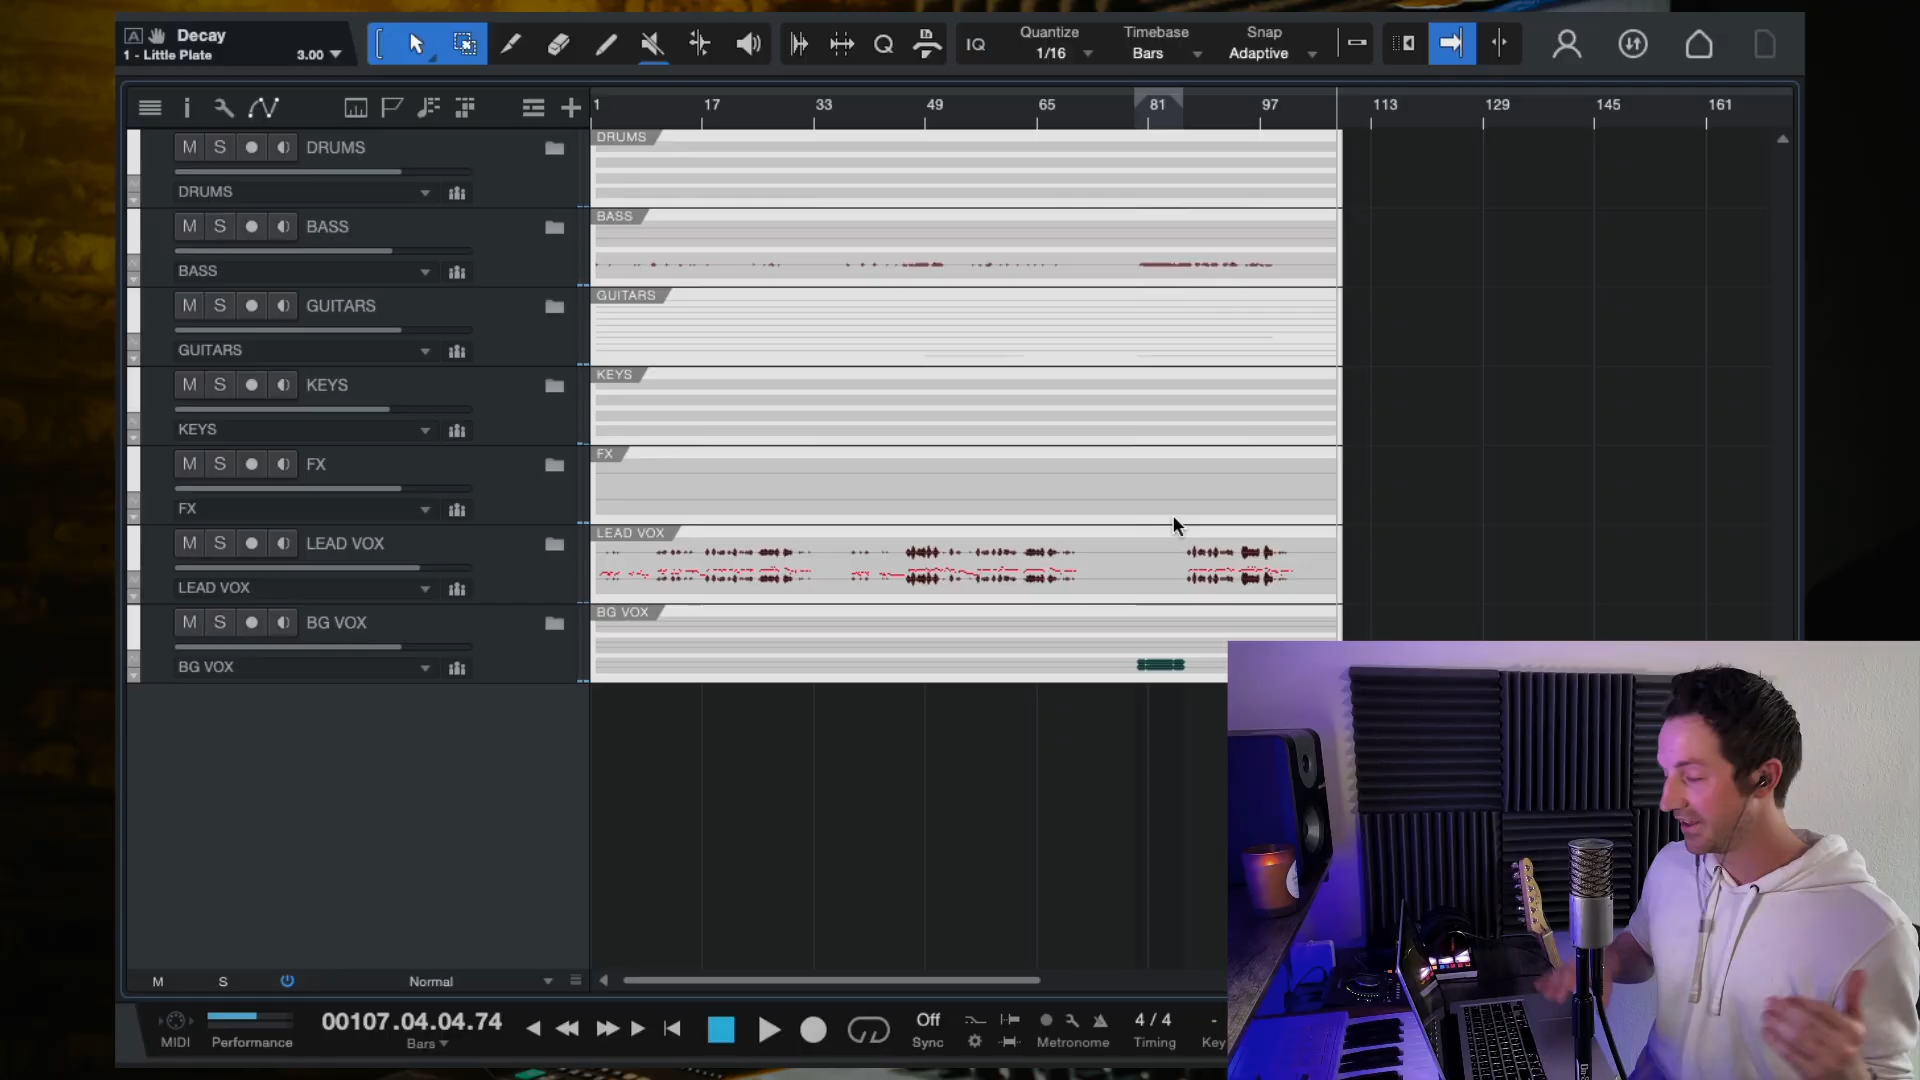 A Decay
1 - Little Plate 3.00
IQ
Quantize
1/16
Timebase
Bars
Snap
Adaptive
1 17 33 49 65 81 97 113 129 145 161
M S DRUMS
DRUMS
DRUMS
M S BASS
BASS
BASS
M S GUITARS
GUITARS
GUITARS
M S KEYS
KEYS
KEYS
M S FX
FX
FX
M S LEAD VOX
LEAD VOX
LEAD VOX
M S BG VOX
BG VOX
BG VOX
M S Normal
MIDI
Performance
00107.04.04.74
Bars
Off
Sync
Metronome
4 / 4
Timing
-
Key